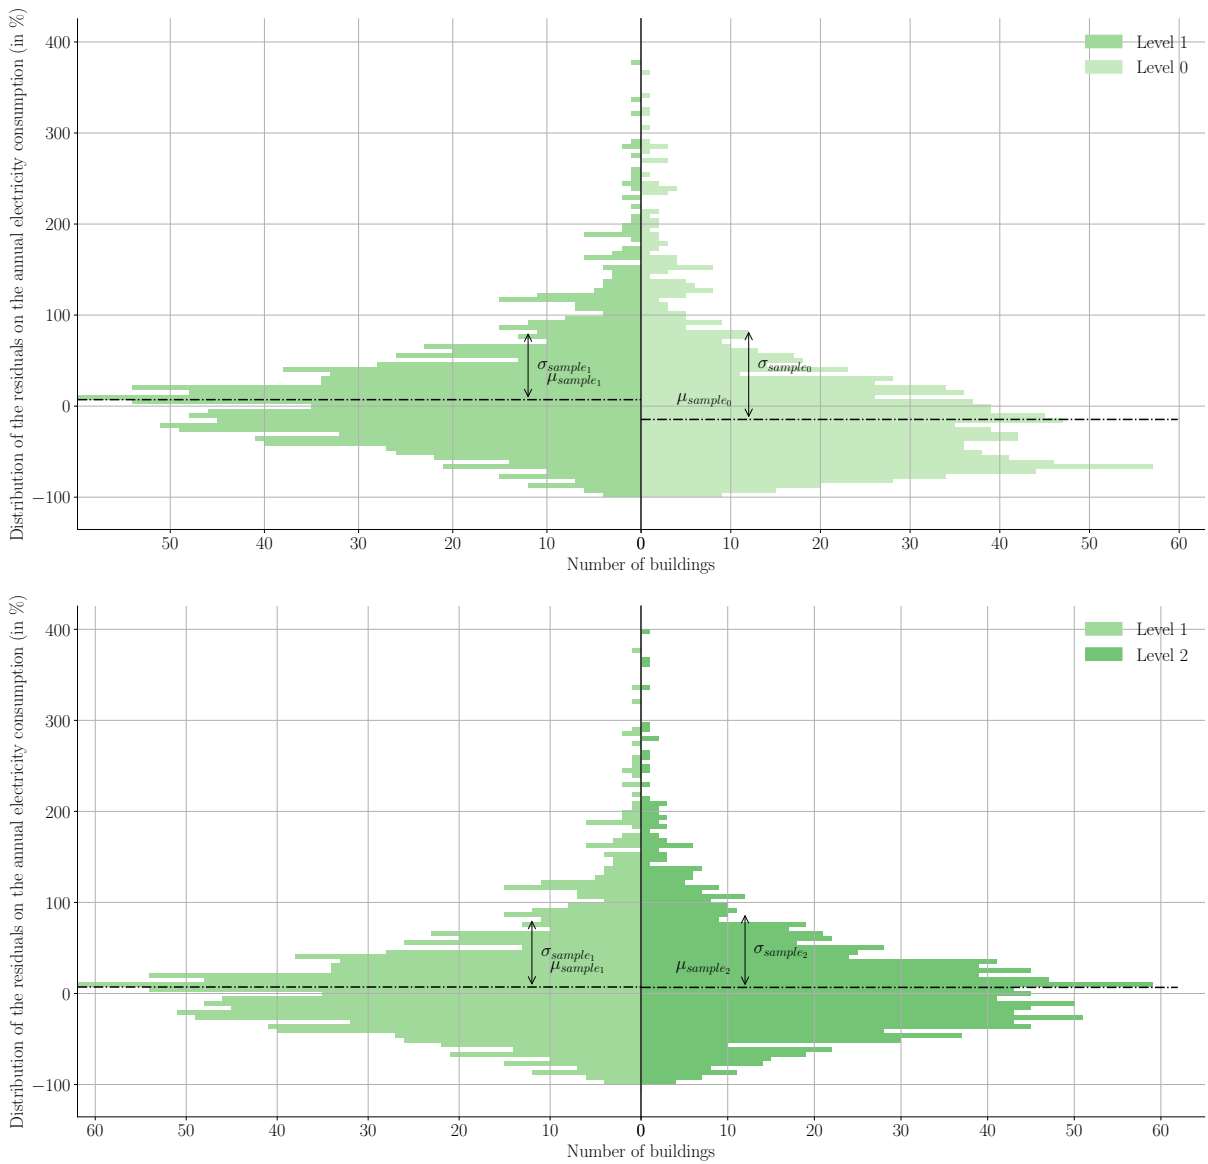 Distribution of the residuals on the annual electricity consumption (in %)
400
300
200
100
0
−100
Level 1
Level 0
σsample₁
μsample₁
σsample₀
μsample₀
50 40 30 20 10 0 0 10 20 30 40 50 60
Number of buildings
Distribution of the residuals on the annual electricity consumption (in %)
400
300
200
100
0
−100
Level 1
Level 2
σsample₁
μsample₁
σsample₂
μsample₂
60 50 40 30 20 10 0 0 10 20 30 40 50 60
Number of buildings